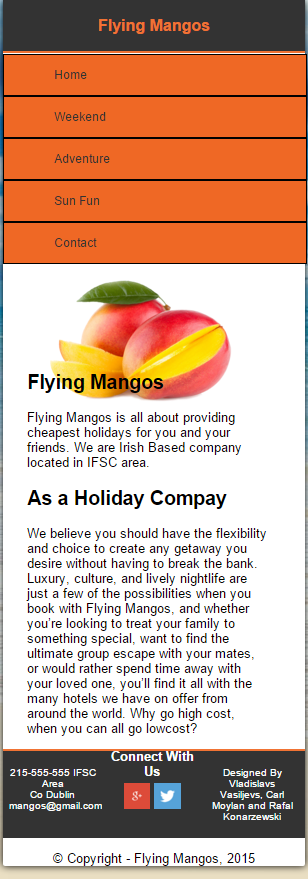 Flying Mangos
Home
Weekend
Adventure
Sun Fun
Contact
Flying Mangos
Flying Mangos is all about providing
cheapest holidays for you and your
friends. We are Irish Based company
located in IFSC area.
As a Holiday Compay
We believe you should have the flexibility
and choice to create any getaway you
desire without having to break the bank.
Luxury, culture, and lively nightlife are
just a few of the possibilities when you
book with Flying Mangos, and whether
you're looking to treat your family to
something special, want to find the
ultimate group escape with your mates,
or would rather spend time away with
your loved one, you'll find it all with the
many hotels we have on offer from
around the world. Why go high cost,
when you can all go lowcost?
215-555-555 IFSC
Area
Co Dublin
mangos@gmail.com
Connect With
Us
g+
Designed By
Vladislavs
Vasiljevs, Carl
Moylan and Rafal
Konarzewski
© Copyright - Flying Mangos, 2015